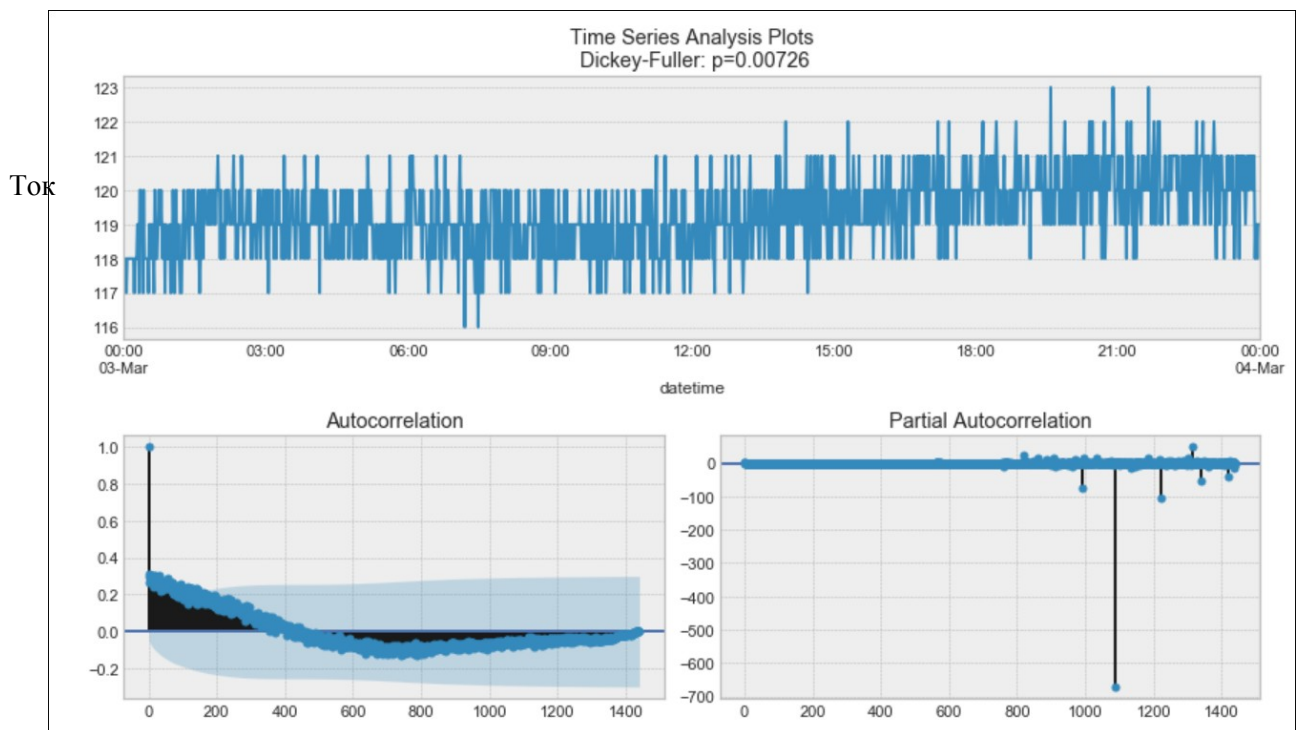 Time Series Analysis Plots
Dickey-Fuller: p=0.00726
Ток
123
122
121
120
119
118
117
116
00:00 03:00 06:00 09:00 12:00 15:00 18:00 21:00 00:00
03-Mar 04-Mar
datetime
Autocorrelation
1.0
0.8
0.6
0.4
0.2
0.0
−0.2
0 200 400 600 800 1000 1200 1400
Partial Autocorrelation
0
−100
−200
−300
−400
−500
−600
−700
0 200 400 600 800 1000 1200 1400